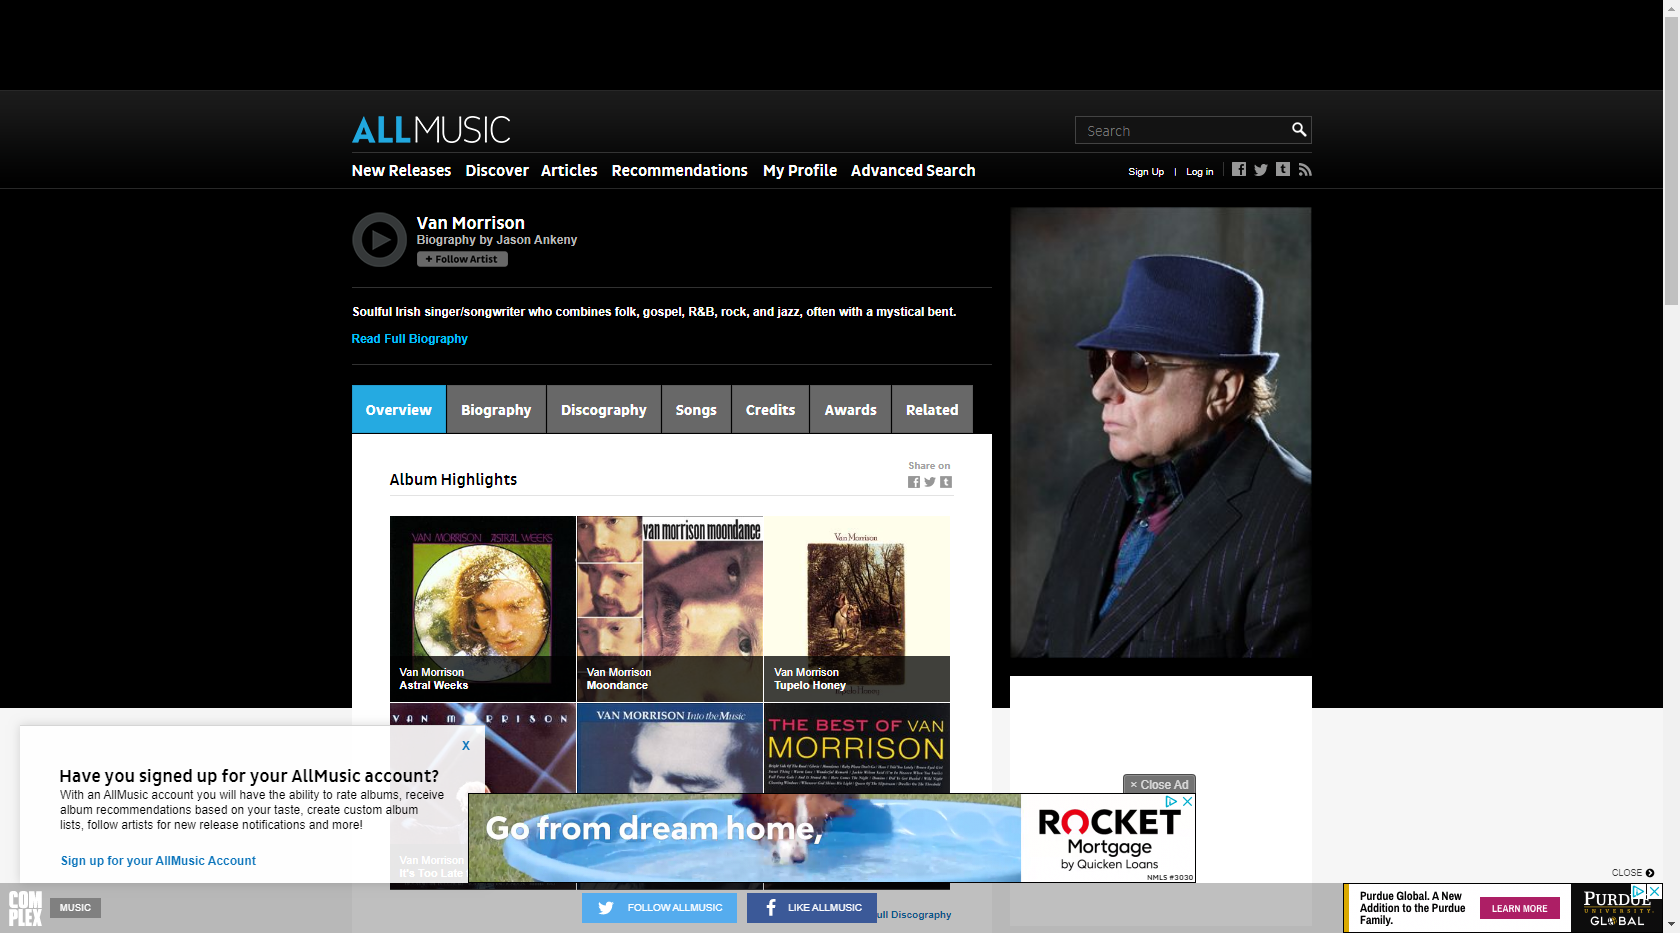 ALLMUSIC
Search
New Releases Discover Articles Recommendations My Profile Advanced Search
Sign Up | Log in
Van Morrison
Biography by Jason Ankeny
+ Follow Artist
Soulful Irish singer/songwriter who combines folk, gospel, R&B, rock, and jazz, often with a mystical bent.
Read Full Biography
Overview Biography Discography Songs Credits Awards Related
Album Highlights
Share on
VAN MORRISON ASTRAL WEEKS
van morrison moondance
Van Morrison
Tupelo Honey
Van Morrison
Astral Weeks
Van Morrison
Moondance
Van Morrison
Tupelo Honey
VAN MORRISON
VAN MORRISON Into the Music
THE BEST OF VAN
MORRISON
X
Have you signed up for your AllMusic account?
With an AllMusic account you will have the ability to rate albums, receive
album recommendations based on your taste, create custom album
lists, follow artists for new release notifications and more!
Sign up for your AllMusic Account
Van Morrison
It's Too Late
× Close Ad
Go from dream home,
ROCKET
Mortgage
by Quicken Loans
NMLS #3030
CLOSE
COM
PLEX
MUSIC
FOLLOW ALLMUSIC
LIKE ALLMUSIC
ull Discography
Purdue Global. A New
Addition to the Purdue
Family.
LEARN MORE
PURDUE
UNIVERSITY
GLOBAL